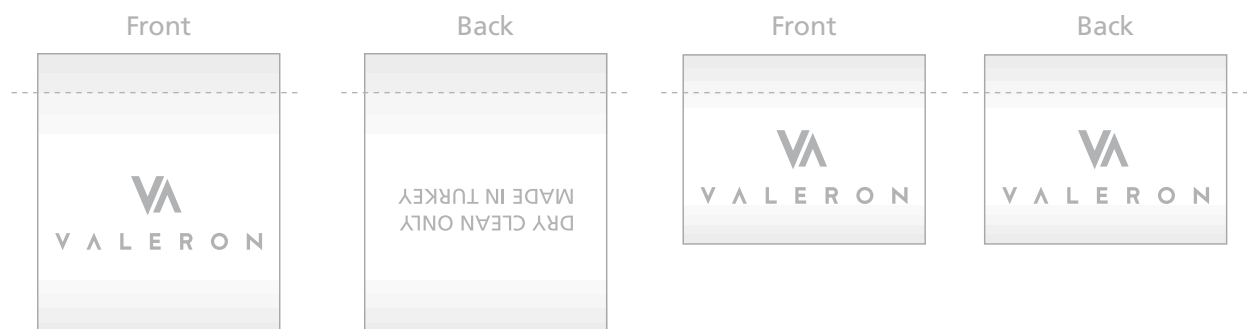 Front
Back
Front
Back
VA
VALERON
DRY CLEAN ONLY
MADE IN TURKEY
VA
VALERON
VA
VALERON